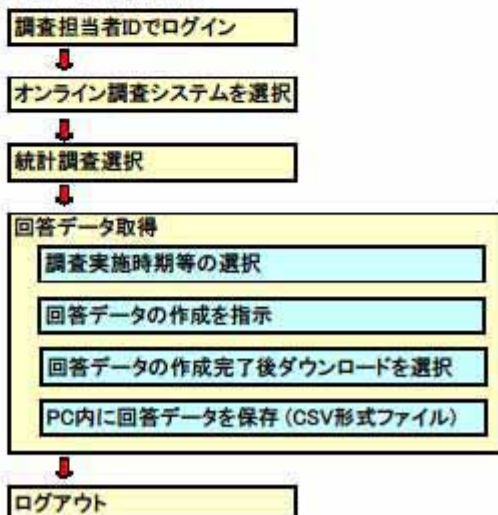 調査担当者IDでログイン
オンライン調査システムを選択
統計調査選択
回答データ取得
調査実施時期等の選択
回答データの作成を指示
回答データの作成完了後ダウンロードを選択
PC内に回答データを保存(CSV形式ファイル)
ログアウト